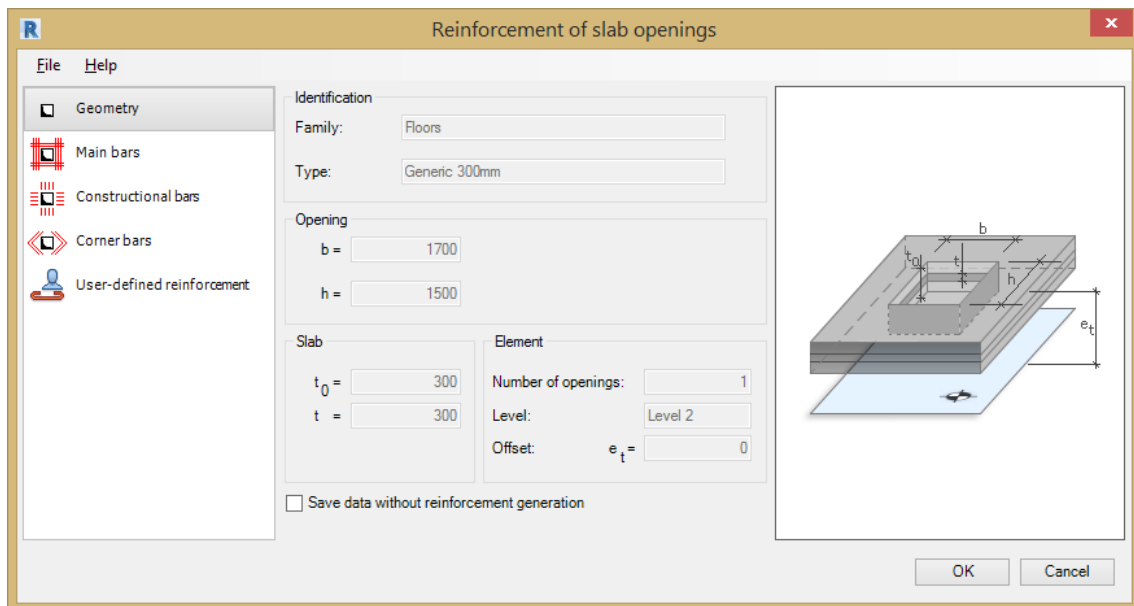 R
Reinforcement of slab openings
x
File Help
Geometry
Main bars
Constructional bars
Corner bars
User-defined reinforcement
Identification
Family: Floors
Type: Generic 300mm
Opening
b = 1700
h = 1500
Slab
t0 = 300
t = 300
Element
Number of openings: 1
Level: Level 2
Offset: et= 0
Save data without reinforcement generation
b
t0
t
h
et
OK Cancel